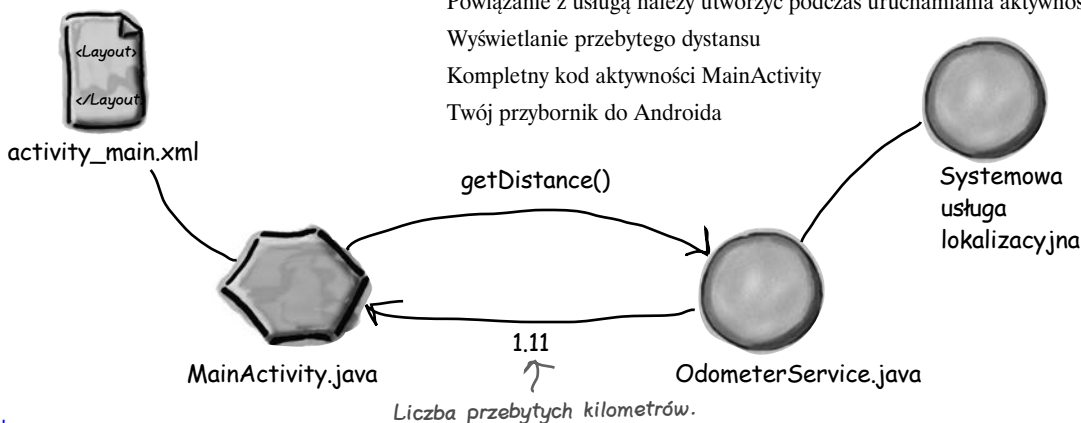 Powiązanie z usługą należy utworzyć podczas uruchamiania
Wyświetlanie przebytego dystansu
Kompletny kod aktywności MainActivity
Twój przybornik do Androida
<Layout>
</Layout>
activity_main.xml
getDistance()
Systemowa
usługa
lokalizacyjna
1.11
MainActivity.java
OdometerService.java
Liczba przebytych kilometrów.